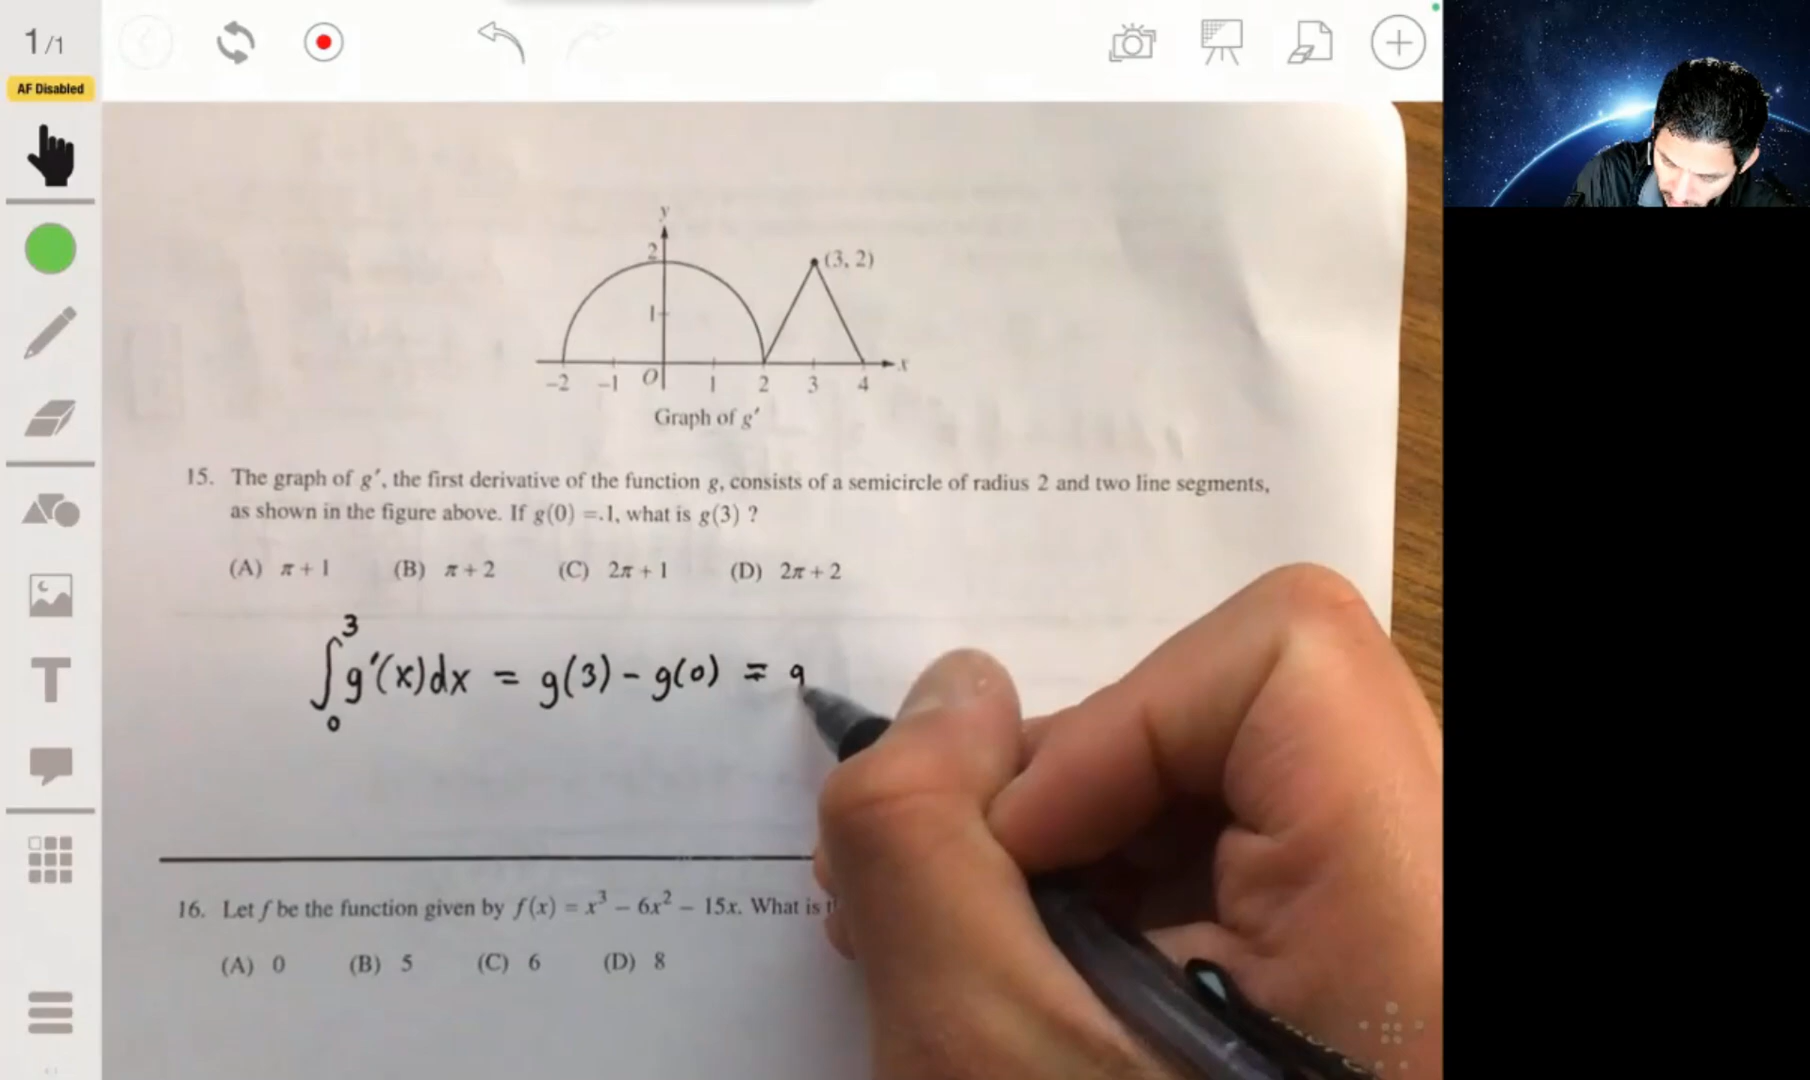 1/1
AF Disabled
T
y
2
(3, 2)
1
x
-2 -1 O 1 2 3 4
Graph of g′
15. The graph of g′, the first derivative of the function g, consists of a semicircle of radius 2 and two line segments,
as shown in the figure above. If g(0) = 1, what is g(3) ?
(A) π + 1 (B) π + 2 (C) 2π + 1 (D) 2π + 2
∫₀³ g′(x)dx = g(3) - g(0) = g
16. Let f be the function given by f(x) = x³ − 6x² − 15x. What is
(A) 0 (B) 5 (C) 6 (D) 8